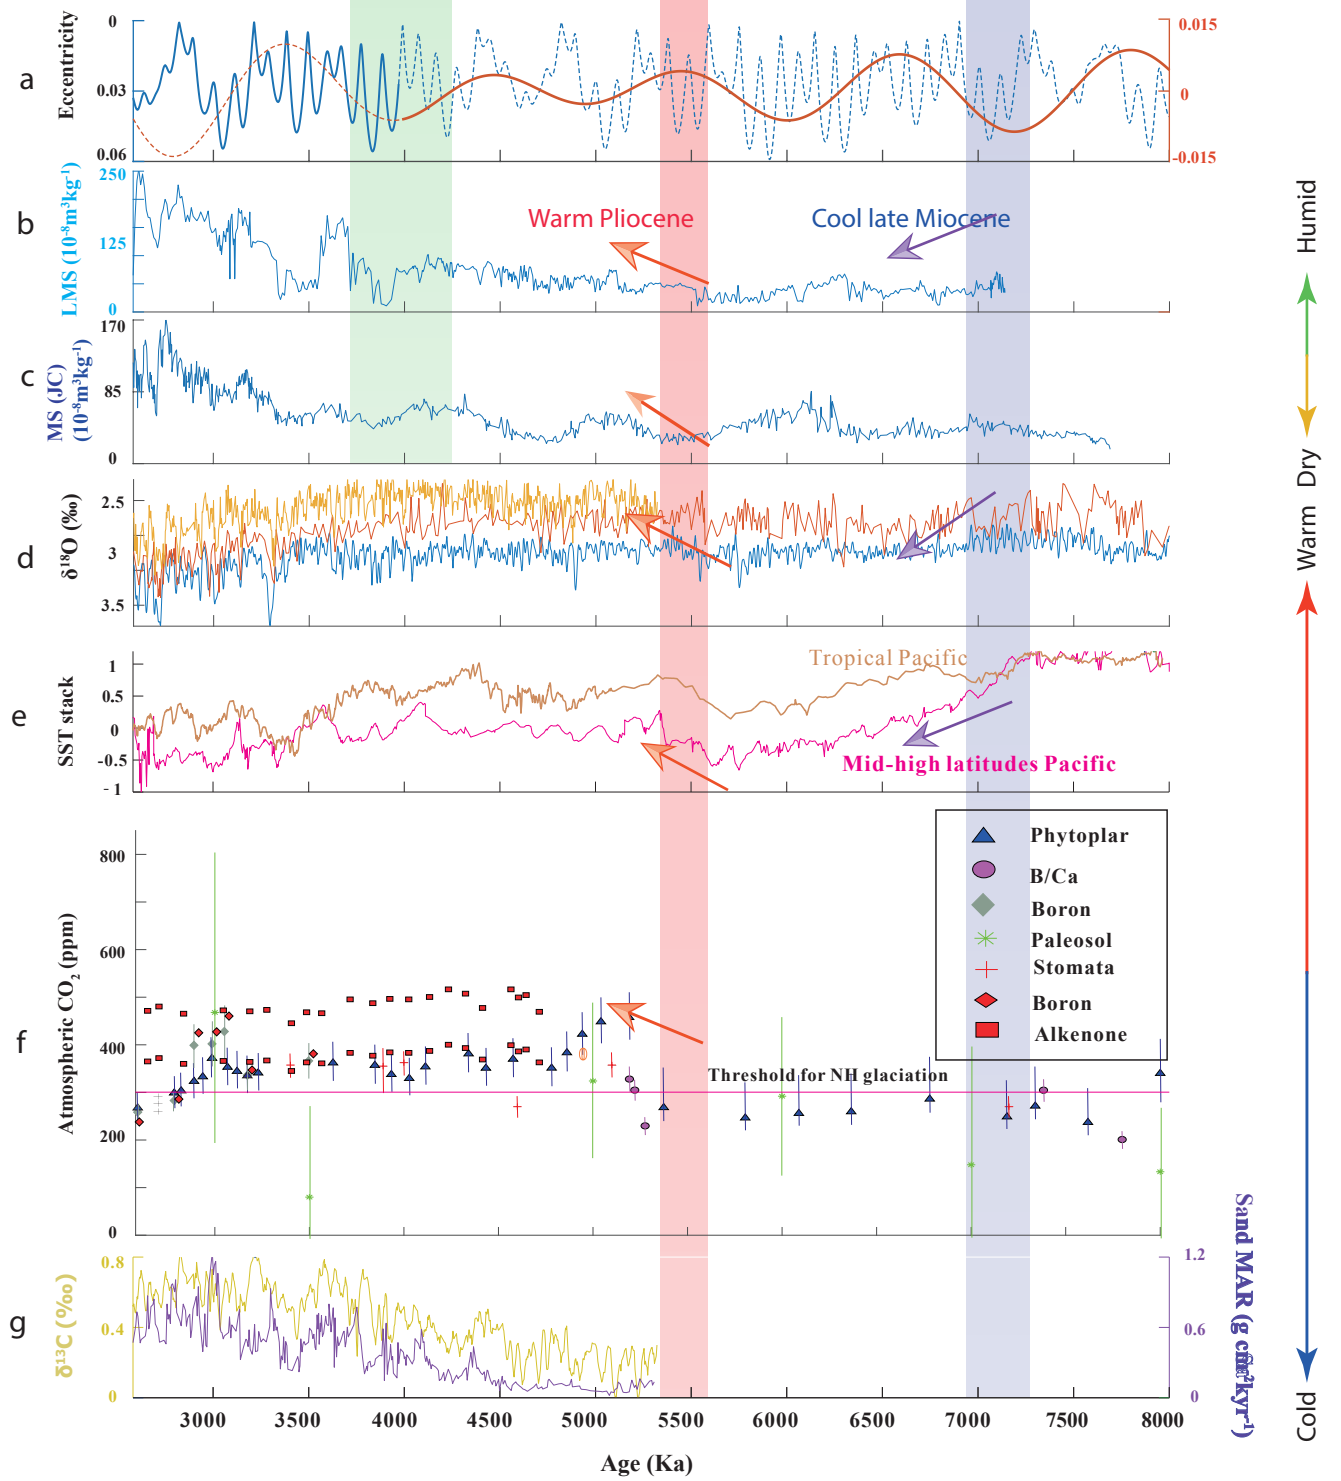 a
Eccentricity
0
0.03
0.06
0.015
0
-0.015
b
LMS (10⁻⁸m³kg⁻¹)
250
125
0
Warm Pliocene
Cool late Miocene
Humid
c
MS (JC)
(10⁻⁸m³kg⁻¹)
170
85
0
Dry
d
δ¹⁸O (‰)
2.5
3
3.5
Warm
e
SST stack
1
0.5
0
-0.5
- 1
Tropical Pacific
Mid-high latitudes Pacific
f
Atmospheric CO₂ (ppm)
800
600
400
200
0
Phytoplar
B/Ca
Boron
Paleosol
Stomata
Boron
Alkenone
Threshold for NH glaciation
g
δ¹³C (‰)
0.8
0.4
0
1.2
0.6
0
Sand MAR (g cm²kyr⁻¹)
Cold
3000 3500 4000 4500 5000 5500 6000 6500 7000 7500 8000
Age (Ka)